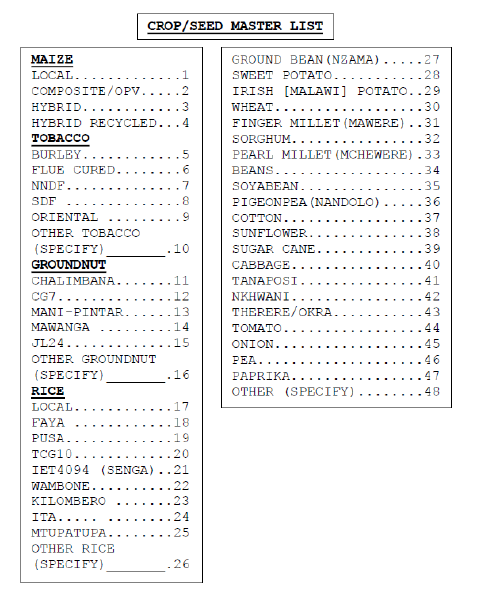 CROP/SEED MASTER LIST
MAIZE
LOCAL.............1
COMPOSITE/OPV.....2
HYBRID............3
HYBRID RECYCLED...4
TOBACCO
BURLEY............5
FLUE CURED........6
NNDF..............7
SDF ..............8
ORIENTAL .........9
OTHER TOBACCO
(SPECIFY)_______.10
GROUNDNUT
CHALIMBANA.......11
CG7..............12
MANI-PINTAR......13
MAWANGA .........14
JL24.............15
OTHER GROUNDNUT
(SPECIFY)_______.16
RICE
LOCAL............17
FAYA ............18
PUSA.............19
TCG10............20
IET4094 (SENGA)..21
WAMBONE..........22
KILOMBERO .......23
ITA..... ........24
MTUPATUPA........25
OTHER RICE
(SPECIFY)_______.26
GROUND BEAN(NZAMA).....27
SWEET POTATO...........28
IRISH [MALAWI] POTATO..29
WHEAT..................30
FINGER MILLET(MAWERE)..31
SORGHUM................32
PEARL MILLET(MCHEWERE).33
BEANS..................34
SOYABEAN...............35
PIGEONPEA(NANDOLO).....36
COTTON.................37
SUNFLOWER..............38
SUGAR CANE.............39
CABBAGE................40
TANAPOSI...............41
NKHWANI................42
THERERE/OKRA...........43
TOMATO.................44
ONION..................45
PEA....................46
PAPRIKA................47
OTHER (SPECIFY)........48